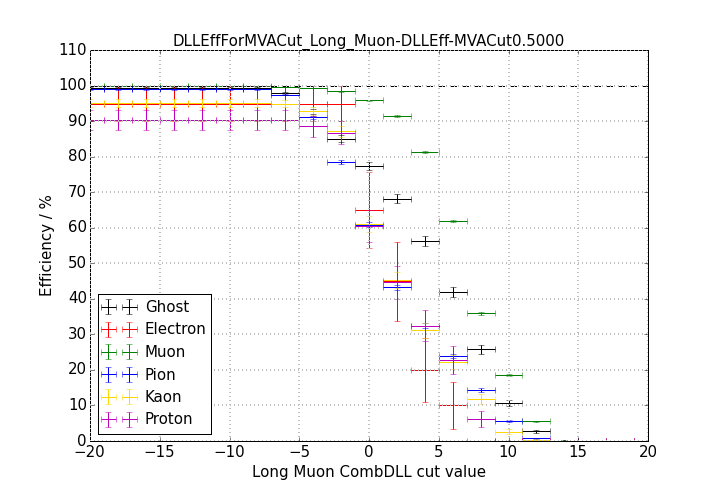 DLLEffForMVACut_Long_Muon-DLLEff-MVACut0.5000
110
100
90
80
70
60
50
40
30
20
10
0
Efficiency / %
Ghost
Electron
Muon
Pion
Kaon
Proton
−20 −15 −10 −5 0 5 10 15 20
Long Muon CombDLL cut value